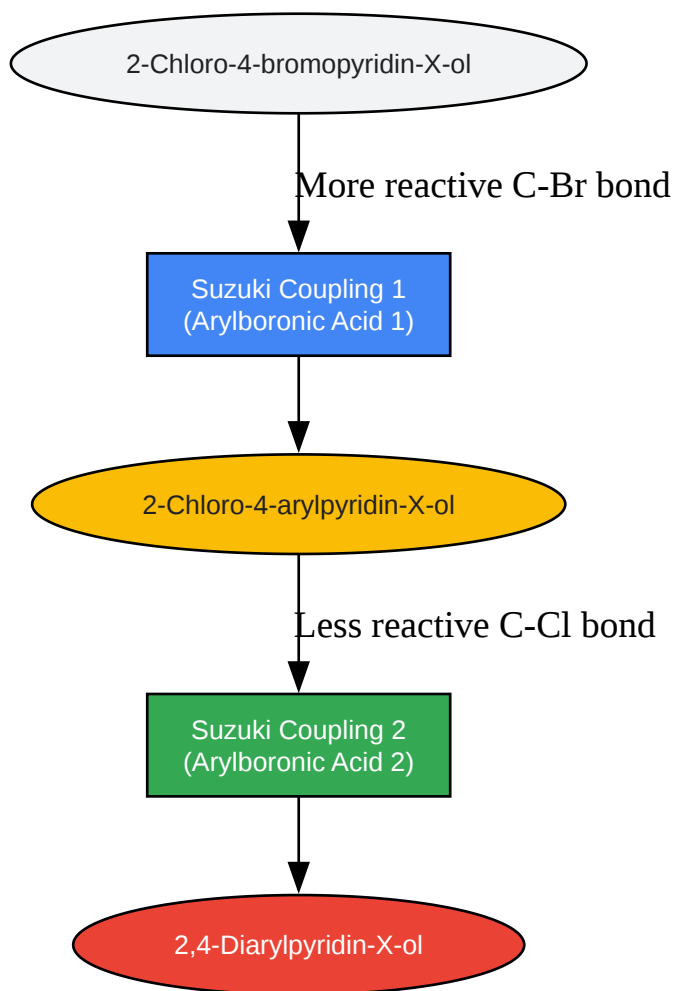 2-Chloro-4-bromopyridin-X-ol
More reactive C-Br bond
Suzuki Coupling 1
(Arylboronic Acid 1)
2-Chloro-4-arylpyridin-X-ol
Less reactive C-Cl bond
Suzuki Coupling 2
(Arylboronic Acid 2)
2,4-Diarylpyridin-X-ol